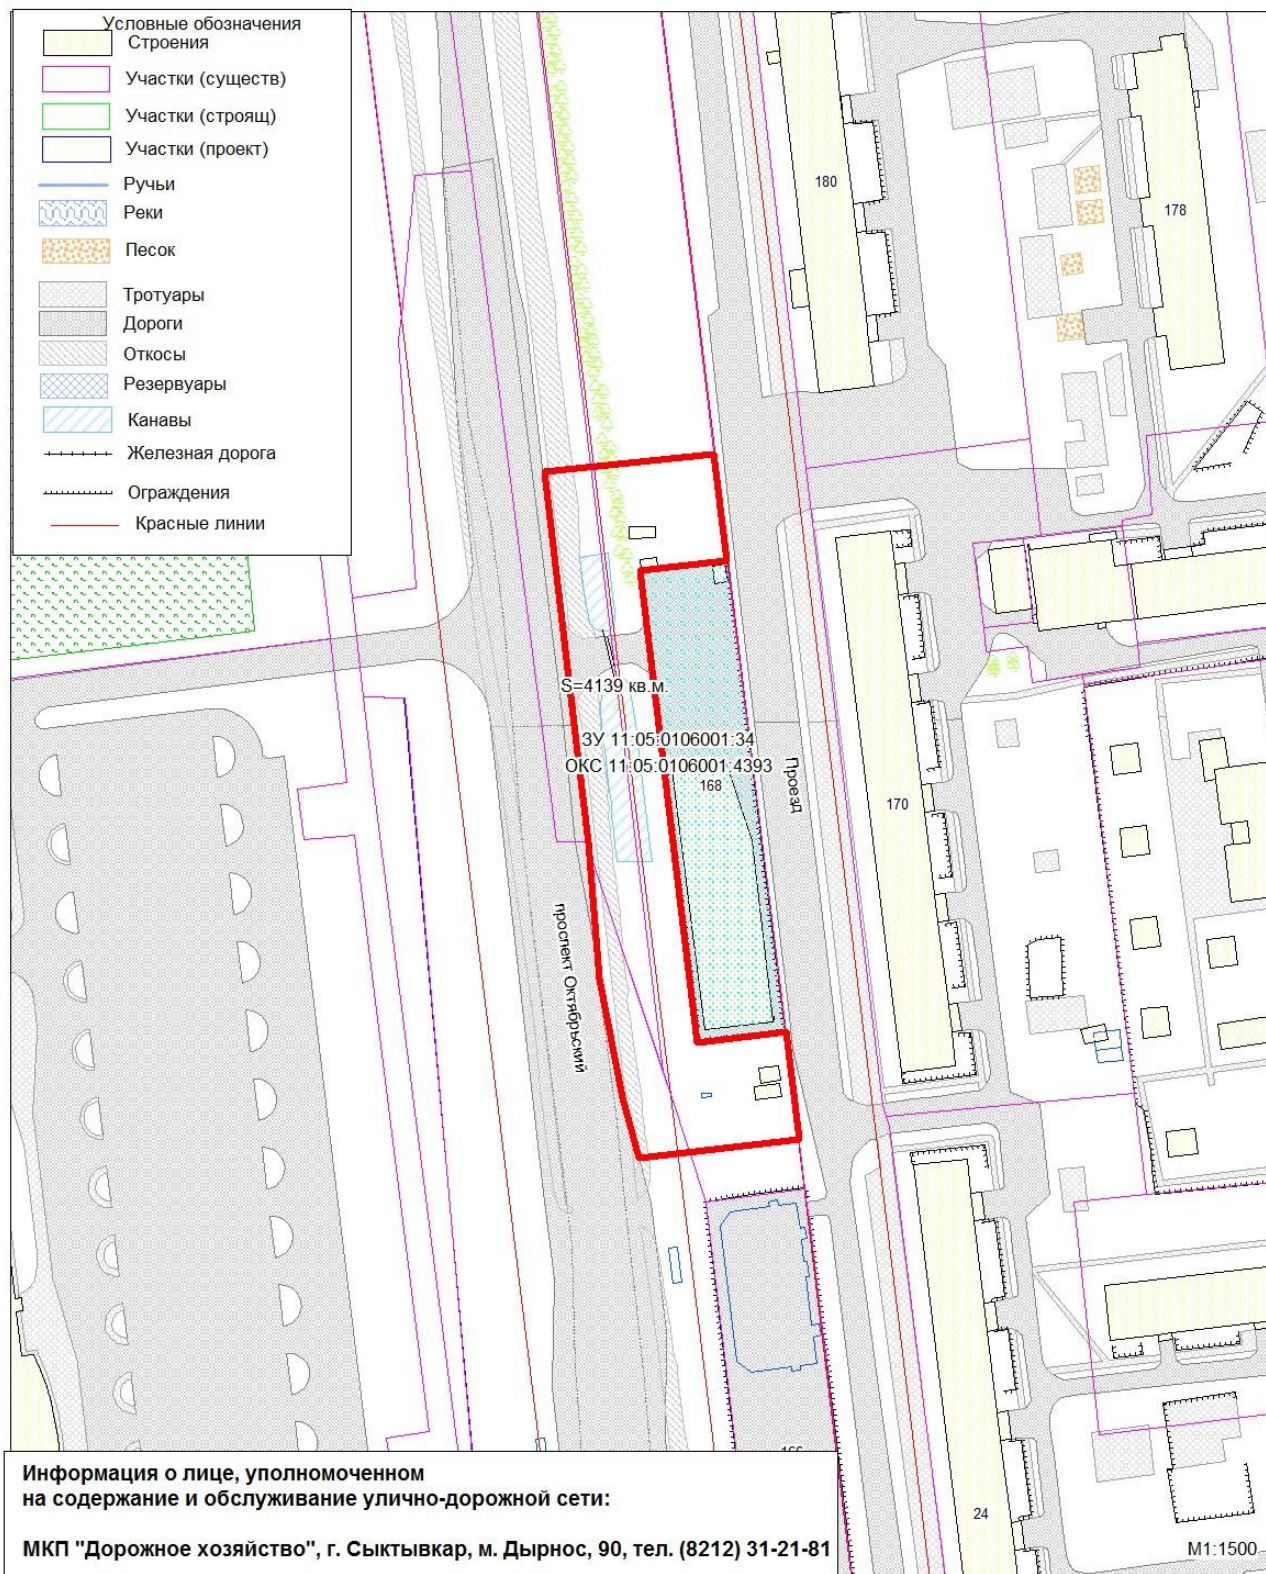 Условные обозначения
Строения
Участки (существ)
Участки (строящ)
Участки (проект)
Ручьи
Реки
Песок
Тротуары
Дороги
Откосы
Резервуары
Канавы
Железная дорога
Ограждения
Красные линии
180
178
S=4139 кв.м.
ЗУ 11:05:0106001:34
ОКС 11:05:0106001:4393
168
Проезд
170
проспект Октябрьский
24
Информация о лице, уполномоченном
на содержание и обслуживание улично-дорожной сети:
МКП "Дорожное хозяйство", г. Сыктывкар, м. Дырнос, 90, тел. (8212) 31-21-81
М1:1500